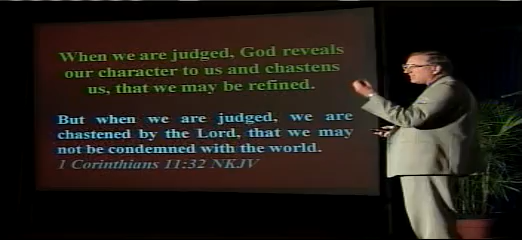 When we are judged, God reveals
our character to us and chastens
us, that we may be refined.
But when we are judged, we are
chastened by the Lord, that we may
not be condemned with the world.
1 Corinthians 11:32 NKJV